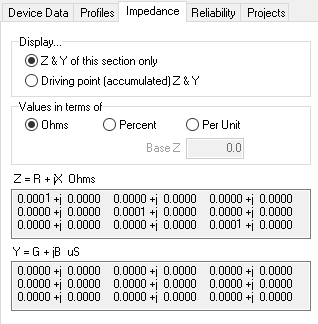 Device Data Profiles Impedance Reliability Projects
Display...
Z & Y of this section only
Driving point (accumulated) Z & Y
Values in terms of
Ohms Percent Per Unit
Base Z 0.0
Z = R + jX Ohms
0.0001 +j 0.0000 0.0000 +j 0.0000 0.0000 +j 0.0000
0.0000 +j 0.0000 0.0001 +j 0.0000 0.0000 +j 0.0000
0.0000 +j 0.0000 0.0000 +j 0.0000 0.0001 +j 0.0000
Y = G + jB uS
0.0000 +j 0.0000 0.0000 +j 0.0000 0.0000 +j 0.0000
0.0000 +j 0.0000 0.0000 +j 0.0000 0.0000 +j 0.0000
0.0000 +j 0.0000 0.0000 +j 0.0000 0.0000 +j 0.0000